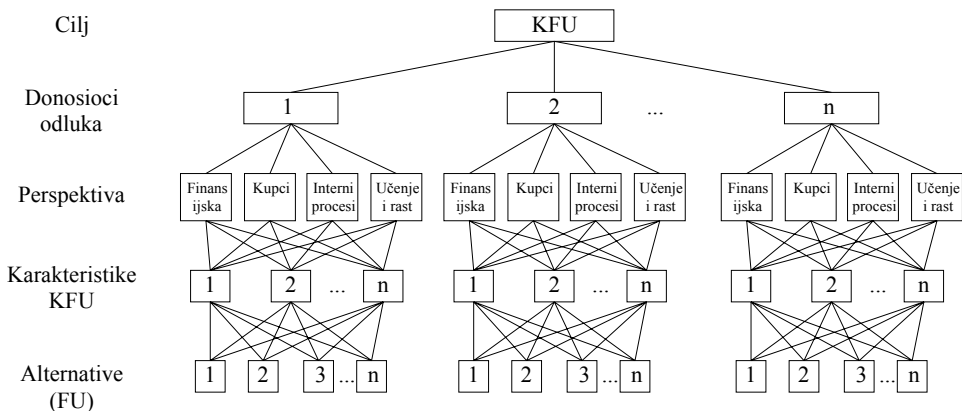 Cilj
KFU
Donosioci
odluka
1
2
...
n
Perspektiva
Finans
ijska
Kupci
Interni
procesi
Učenje
i rast
Finans
ijska
Kupci
Interni
procesi
Učenje
i rast
Finans
ijska
Kupci
Interni
procesi
Učenje
i rast
Karakteristike
KFU
1
2
...
n
1
2
...
n
1
2
...
n
Alternative
(FU)
1
2
3
...
n
1
2
3
...
n
1
2
3
...
n